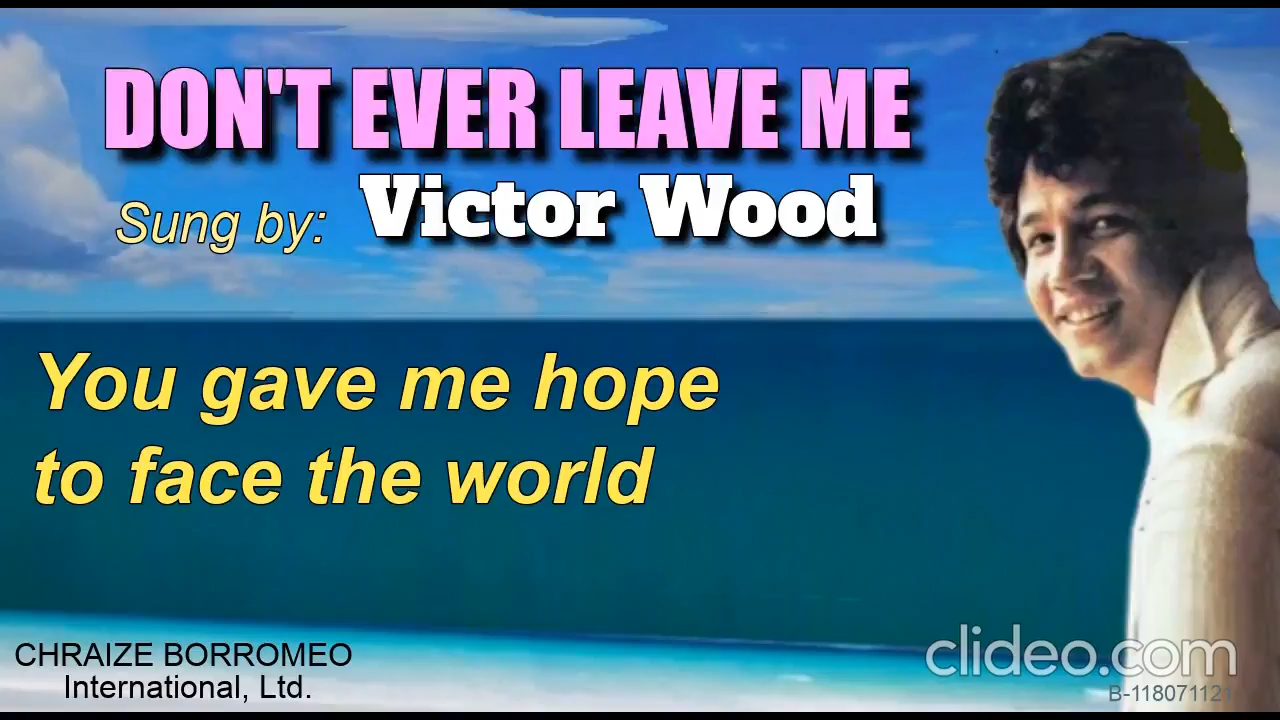 DON'T EVER LEAVE ME
Sung by: Victor Wood
You gave me hope
to face the world
CHRAIZE BORROMEO
International, Ltd.
clideo.com
B-118071121